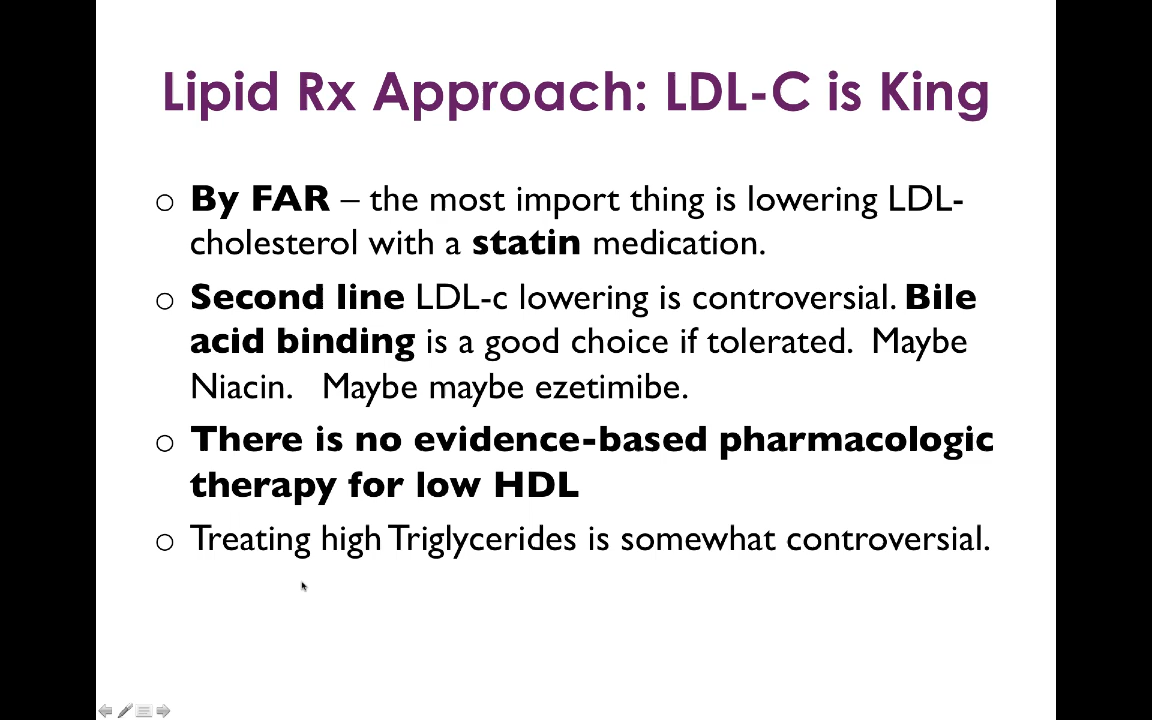 Lipid Rx Approach: LDL-C is King
○ By FAR – the most import thing is lowering LDL-
cholesterol with a statin medication.
○ Second line LDL-c lowering is controversial. Bile
acid binding is a good choice if tolerated.  Maybe
Niacin.   Maybe maybe ezetimibe.
○ There is no evidence-based pharmacologic
therapy for low HDL
○ Treating high Triglycerides is somewhat controversial.